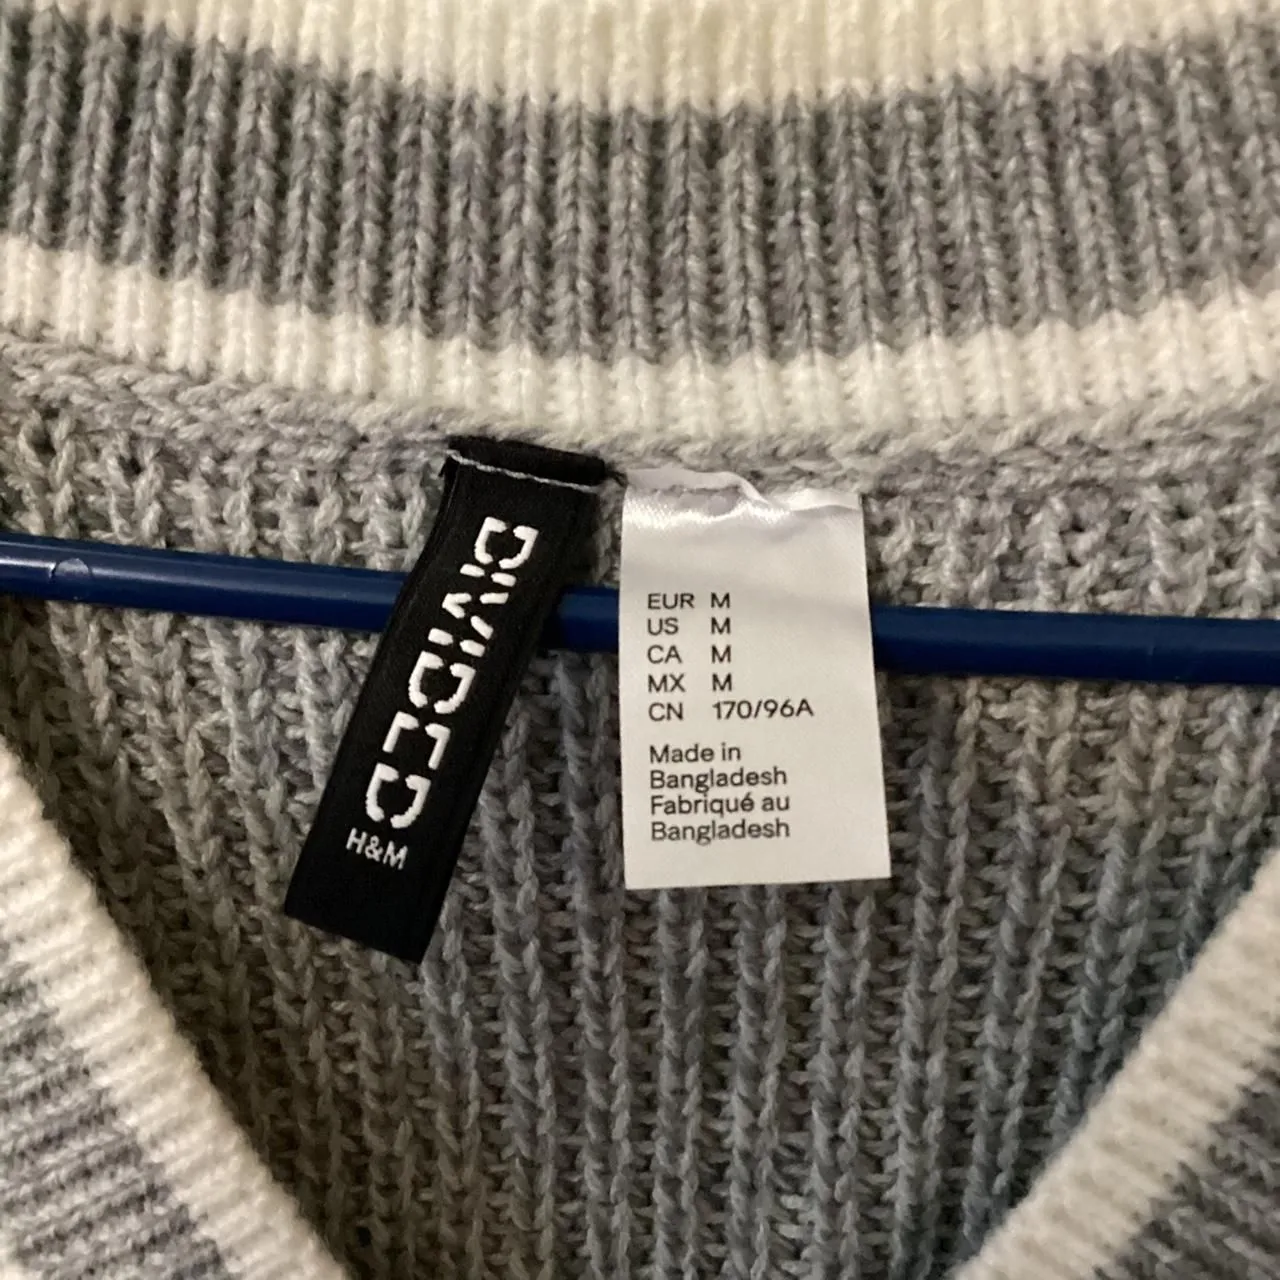 DIVIDED
H&M
EUR M
US M
CA M
MX M
CN 170/96A
Made in
Bangladesh
Fabriqué au
Bangladesh